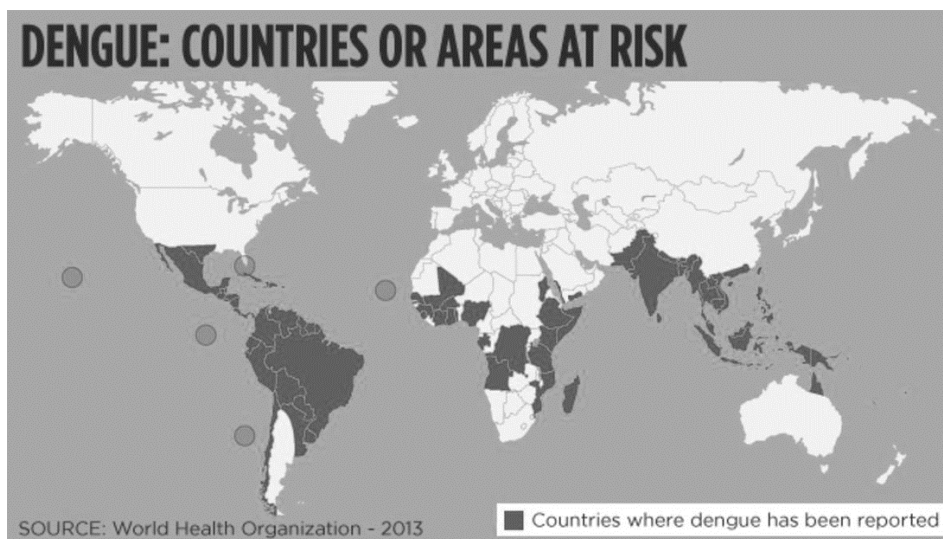 DENGUE: COUNTRIES OR AREAS AT RISK
SOURCE: World Health Organization - 2013
Countries where dengue has been reported